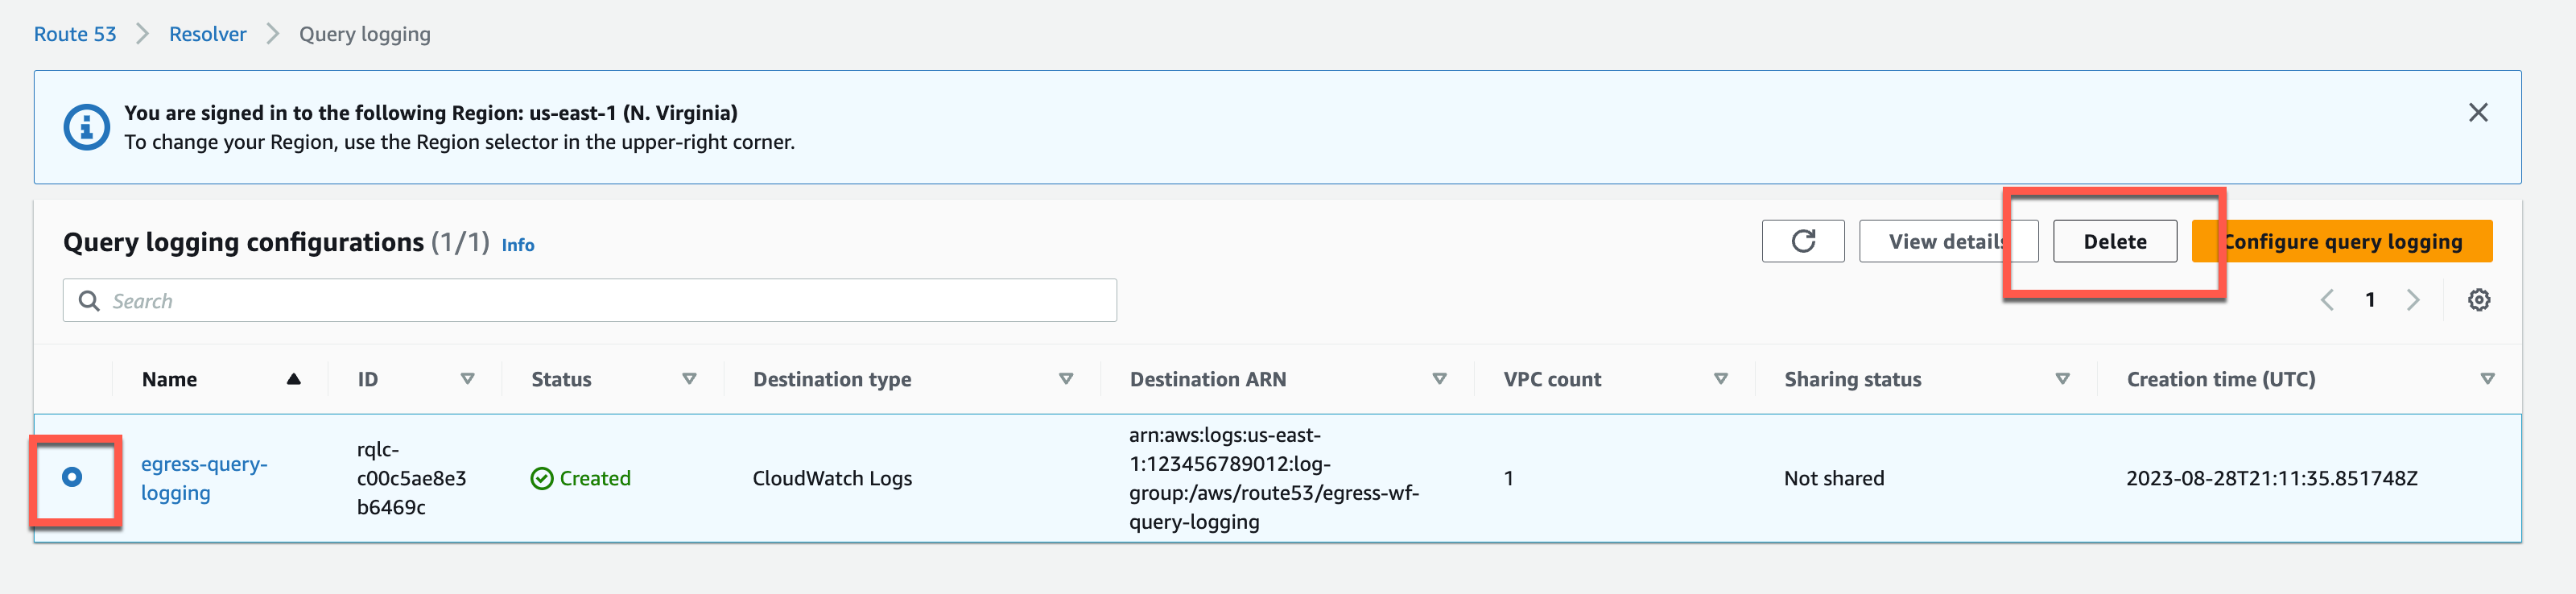 Route 53 > Resolver > Query logging
You are signed in to the following Region: us-east-1 (N. Virginia)
To change your Region, use the Region selector in the upper-right corner.
Query logging configurations (1/1) Info
View details Delete Configure query logging
Search
1
Name ID Status Destination type Destination ARN VPC count Sharing status Creation time (UTC)
egress-query-
logging
rqlc-
c00c5ae8e3
b6469c
Created
CloudWatch Logs
arn:aws:logs:us-east-
1:123456789012:log-
group:/aws/route53/egress-wf-
query-logging
1
Not shared
2023-08-28T21:11:35.851748Z